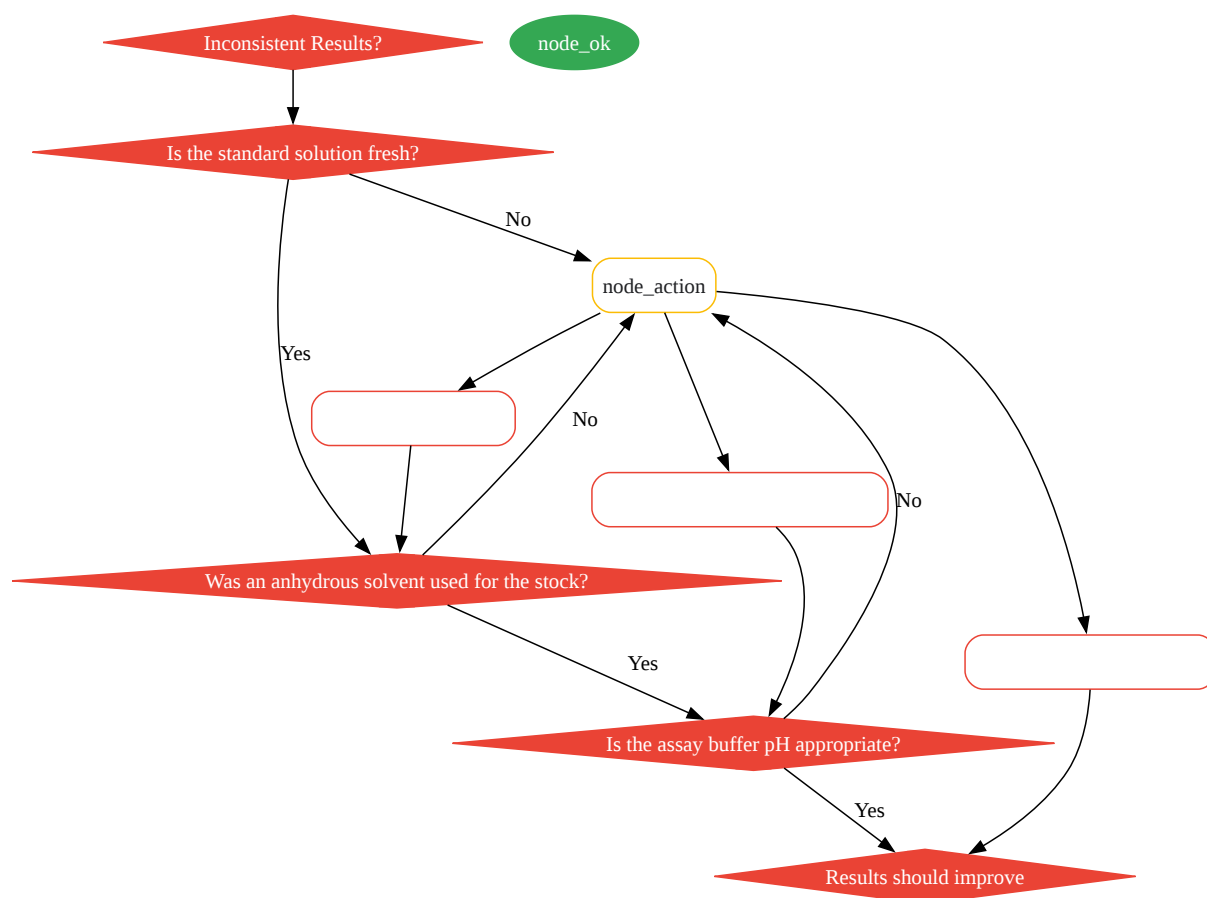 Inconsistent Results?
node_ok
Is the standard solution fresh?
No
node_action
Yes
No
No
Was an anhydrous solvent used for the stock?
Yes
Is the assay buffer pH appropriate?
Yes
Results should improve